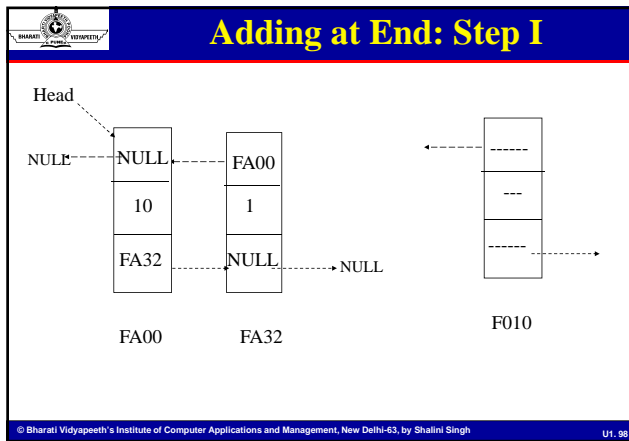 BHARATI VIDYAPEETH
PUNE
Adding at End: Step I
Head
NULL
NULL
10
FA32
FA00
1
NULL
NULL
------
---
------
FA00
FA32
F010
© Bharati Vidyapeeth's Institute of Computer Applications and Management, New Delhi-63, by Shalini Singh
U1. 98